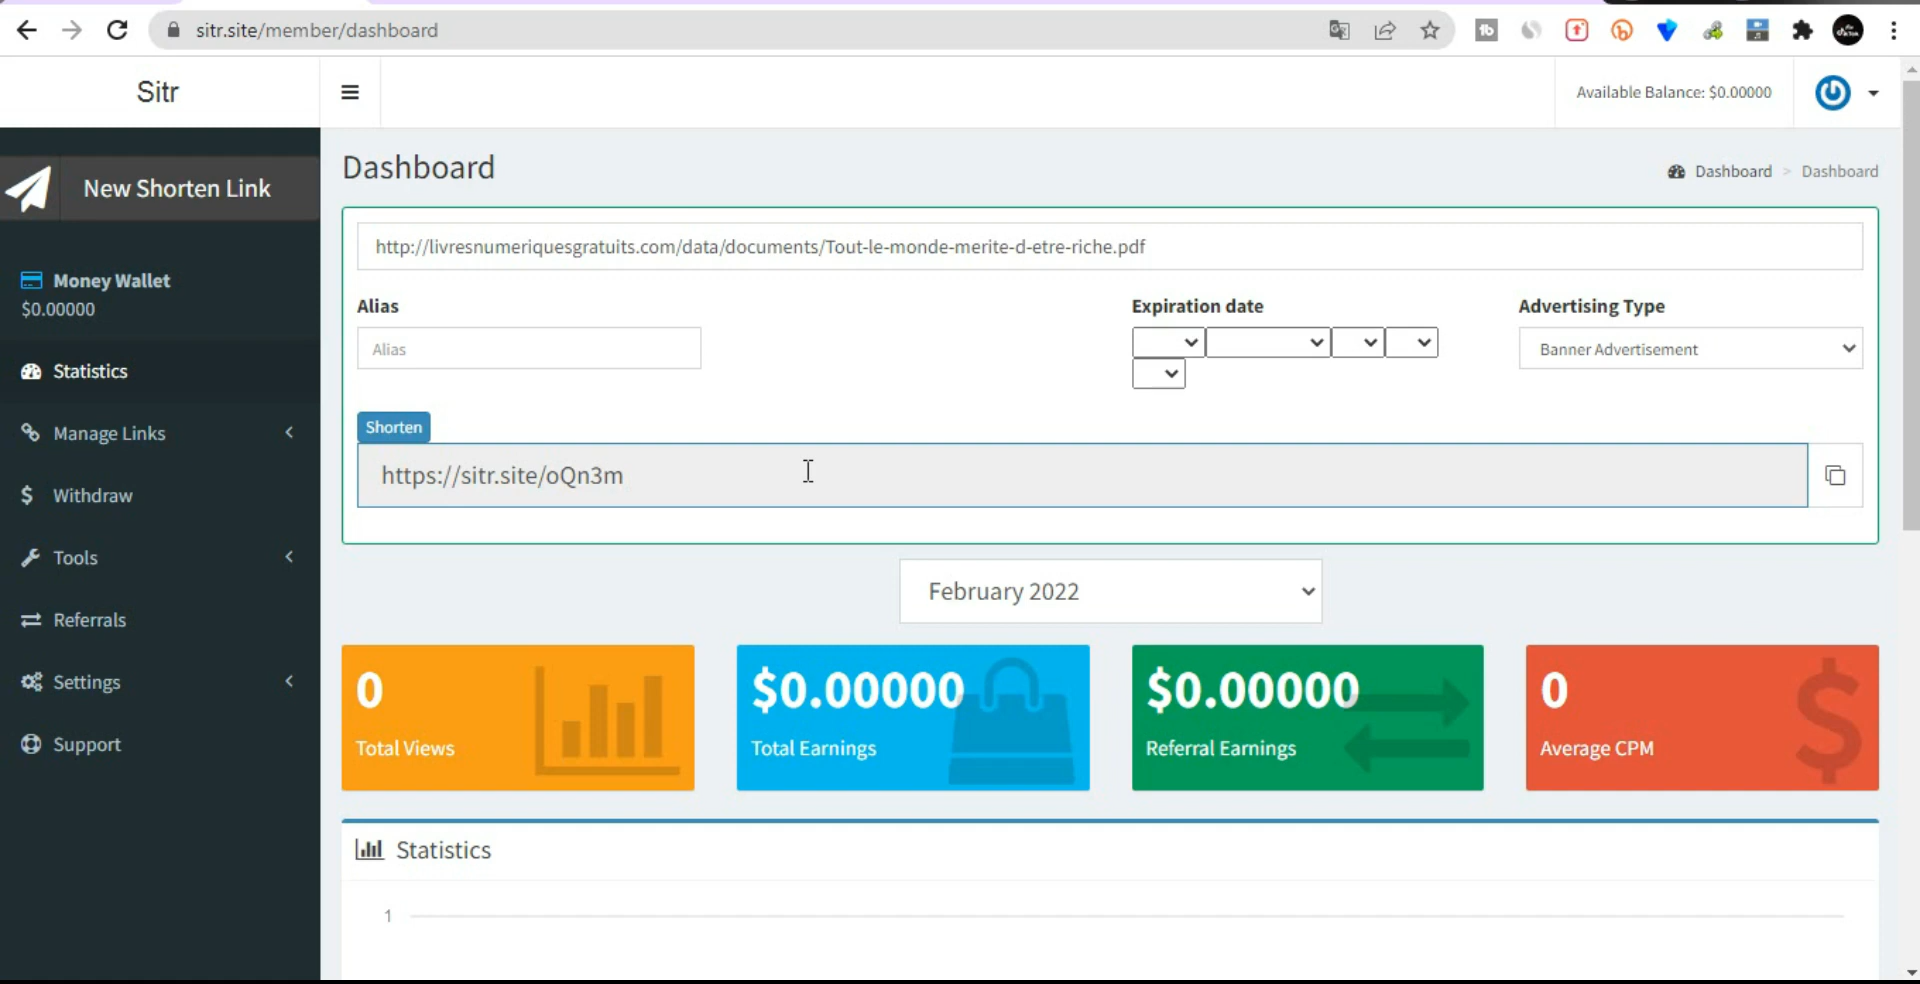 sitr.site/member/dashboard
Sitr
Available Balance: $0.00000
New Shorten Link
Dashboard
Dashboard > Dashboard
http://livresnumeriquesgratuits.com/data/documents/Tout-le-monde-merite-d-etre-riche.pdf
Money Wallet
$0.00000
Alias
Expiration date
Advertising Type
Alias
Banner Advertisement
Statistics
Shorten
Manage Links
https://sitr.site/oQn3m
Withdraw
Tools
February 2022
Referrals
Settings
Support
0
Total Views
$0.00000
Total Earnings
$0.00000
Referral Earnings
0
Average CPM
Statistics
1